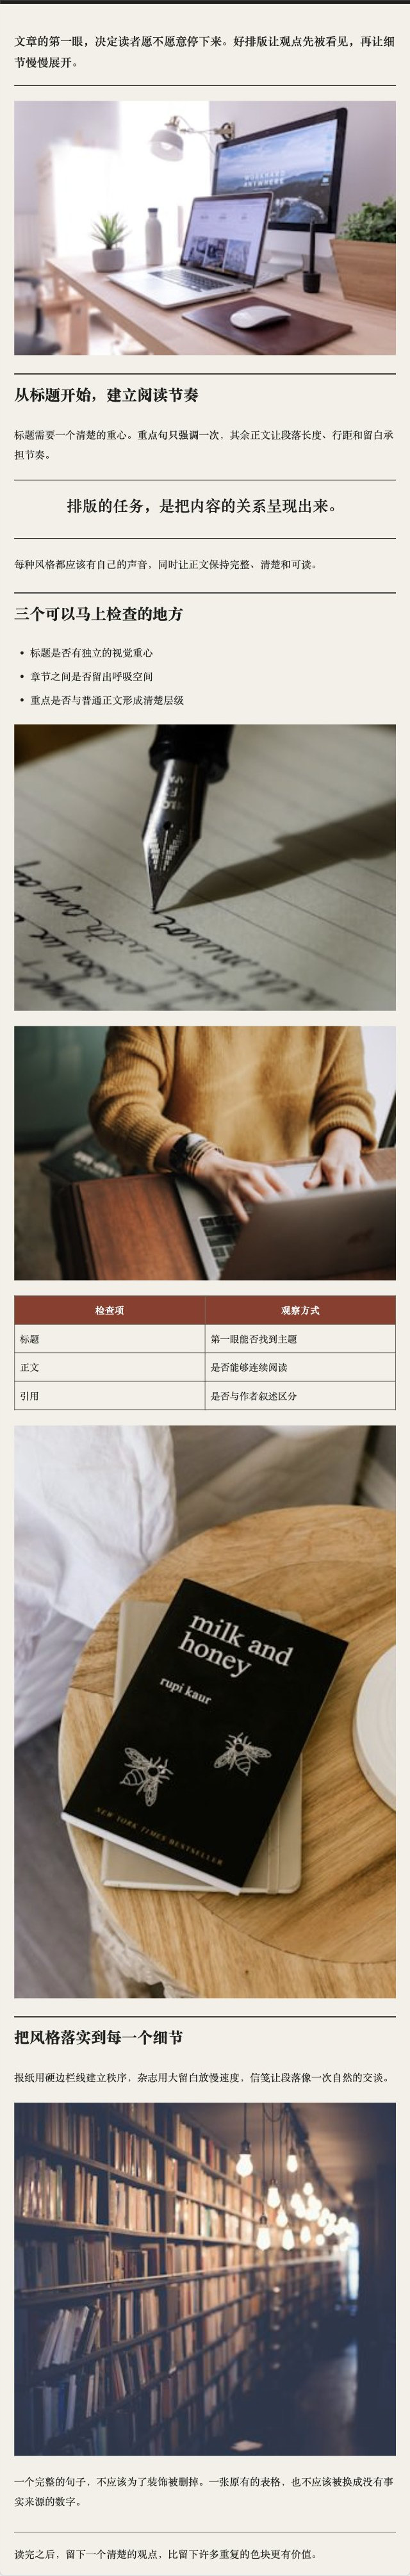 文章的第一眼，决定读者愿不愿意停下来。好排版让观点先被看见，再让细
节慢慢展开。
WORK HARD
ANYWHERE
从标题开始，建立阅读节奏
标题需要一个清楚的重心。重点句只强调一次，其余正文让段落长度、行距和留白承
担节奏。
排版的任务，是把内容的关系呈现出来。
每种风格都应该有自己的声音，同时让正文保持完整、清楚和可读。
三个可以马上检查的地方
• 标题是否有独立的视觉重心
• 章节之间是否留出呼吸空间
• 重点是否与普通正文形成清楚层级
检查项 观察方式
标题 第一眼能否找到主题
正文 是否能够连续阅读
引用 是否与作者叙述区分
milk and
honey
rupi kaur
NEW YORK TIMES BESTSELLER
把风格落实到每一个细节
报纸用硬边栏线建立秩序，杂志用大留白放慢速度，信笺让段落像一次自然的交谈。
一个完整的句子，不应该为了装饰被删掉。一张原有的表格，也不应该被换成没有事
实来源的数字。
读完之后，留下一个清楚的观点，比留下许多重复的色块更有价值。